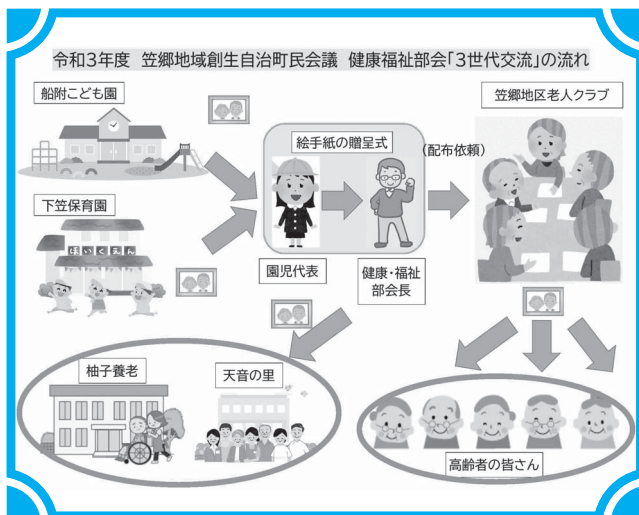 令和3年度 笠郷地域創生自治町民会議 健康福祉部会「3世代交流」の流れ
船附こども園
笠郷地区老人クラブ
絵手紙の贈呈式
(配布依頼)
下笠保育園
ほいくえん
園児代表
健康・福祉
部会長
柚子養老
天音の里
高齢者の皆さん